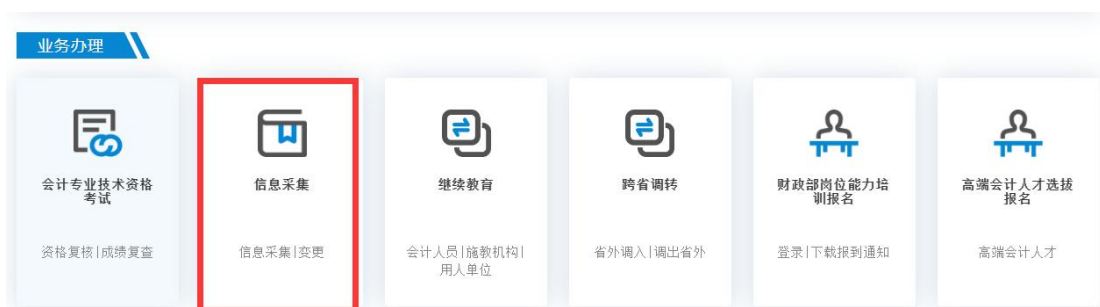 业务办理
会计专业技术资格
考试
资格复核|成绩复查
信息采集
信息采集|变更
继续教育
会计人员|施教机构|
用人单位
跨省调转
省外调入|调出省外
财政部岗位能力培
训报名
登录|下载报到通知
高端会计人才选拔
报名
高端会计人才